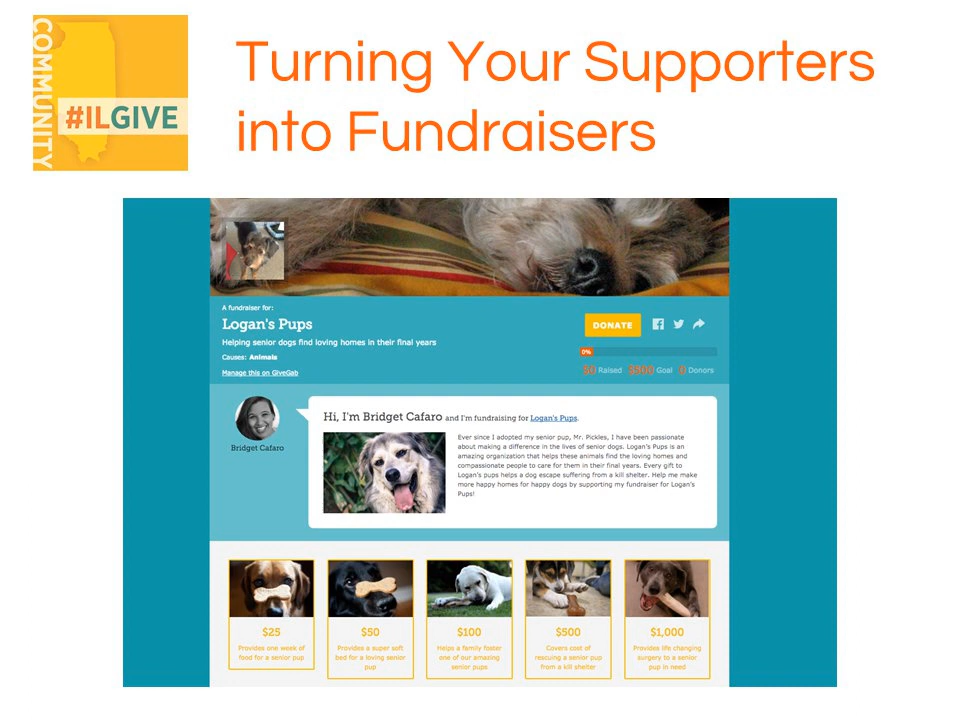 COMMUNITY
#ILGIVE
Turning Your Supporters
into Fundraisers
A fundraiser for:
Logan's Pups
Helping senior dogs find loving homes in their final years
Causes: Animals
Manage this on GiveGab
DONATE
0%
$0 Raised $500 Goal 0 Donors
Bridget Cafaro
Hi, I'm Bridget Cafaro and I'm fundraising for Logan's Pups.
Ever since I adopted my senior pup, Mr. Pickles, I have been passionate
about making a difference in the lives of senior dogs. Logan's Pups is an
amazing organization that helps these animals find the loving homes and
compassionate people to care for them in their final years. Every gift to
Logan's pups helps a dog escape suffering from a kill shelter. Help me make
more happy homes for happy dogs by supporting my fundraiser for Logan's
Pups!
$25
Provides one week of
food for a senior pup
$50
Provides a super soft
bed for a loving senior
pup
$100
Helps a family foster
one of our amazing
senior pups
$500
Covers cost of
rescuing a senior pup
from a kill shelter
$1,000
Provides life changing
surgery to a senior
pup in need